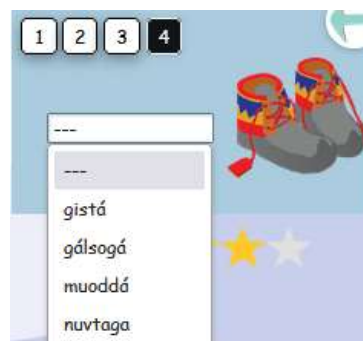 1 2 3 4
---
---
gistá
gálsogá
muoddá
nuvtaga